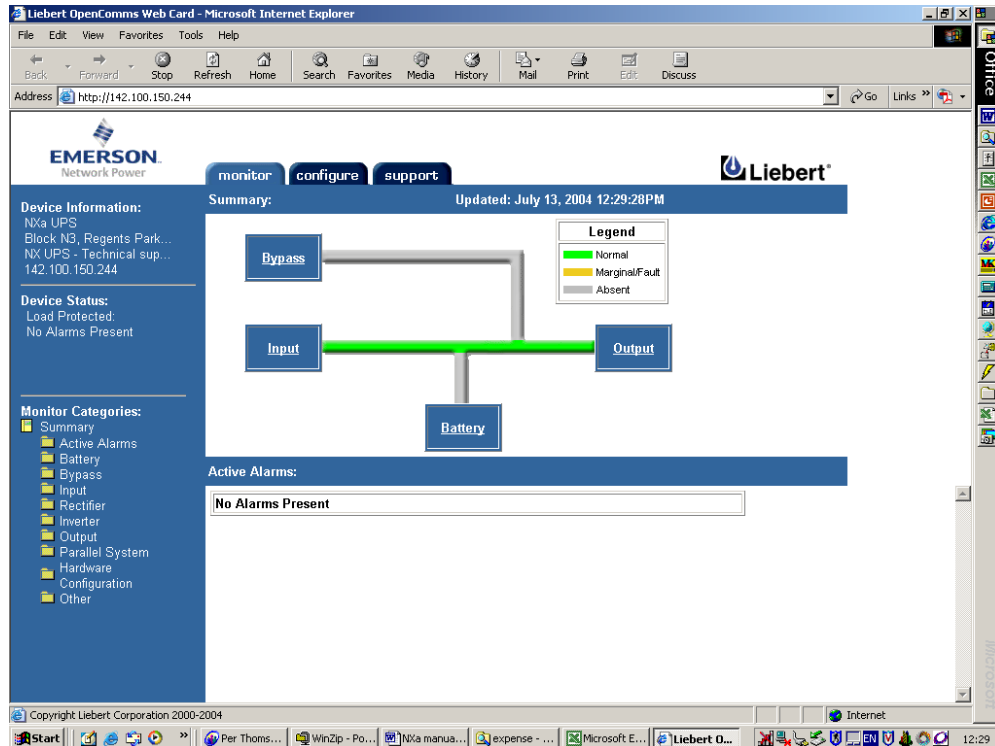 Liebert OpenComms Web Card - Microsoft Internet Explorer
File Edit View Favorites Tools Help
Back Forward Stop Refresh Home Search Favorites Media History Mail Print Edit Discuss
Address http://142.100.150.244 Go Links »
EMERSON
Network Power
monitor configure support
Liebert
Summary: Updated: July 13, 2004 12:29:28PM
Device Information:
NXa UPS
Block N3, Regents Park...
NX UPS - Technical sup...
142.100.150.244
Device Status:
Load Protected:
No Alarms Present
Monitor Categories:
Summary
Active Alarms
Battery
Bypass
Input
Rectifier
Inverter
Output
Parallel System
Hardware
Configuration
Other
Bypass
Legend
Normal
Marginal/Fault
Absent
Input
Output
Battery
Active Alarms:
No Alarms Present
Office
Microsoft
Copyright Liebert Corporation 2000-2004 Internet
Start » Per Thoms... WinZip - Po... NXa manua... expense - ... Microsoft E... Liebert O... EN 12:29